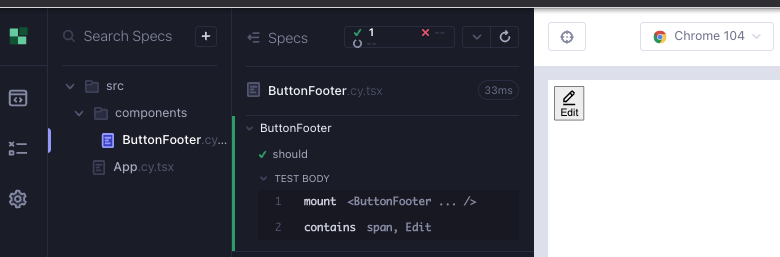 Search Specs
+
src
components
ButtonFooter.cy...
App.cy.tsx
Specs
1
--
--
ButtonFooter.cy.tsx
33ms
ButtonFooter
should
TEST BODY
1 mount <ButtonFooter ... />
2 contains span, Edit
Chrome 104
Edit